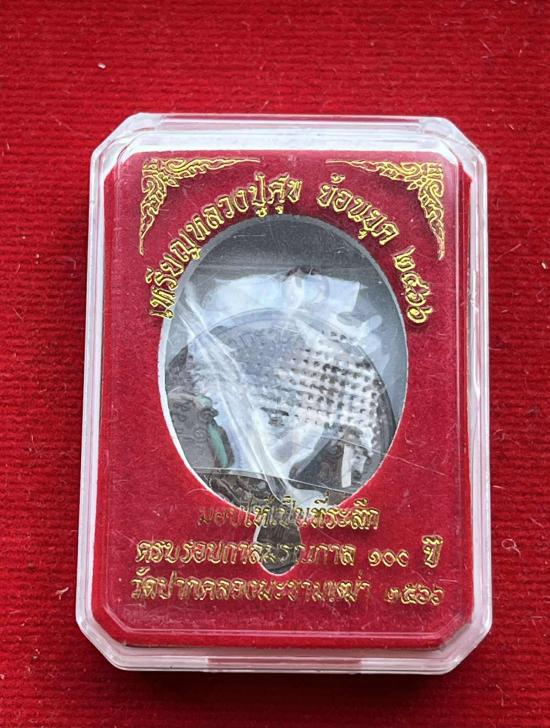 เหรียญหลวงปู่ศุข ย้อนยุค ๒๕๖๖
มอบให้เป็นที่ระลึก
ครบรอบกาลมรณกาล ๑๐๐ ปี
วัดปากคลองมะขามเฒ่า ๒๕๖๖